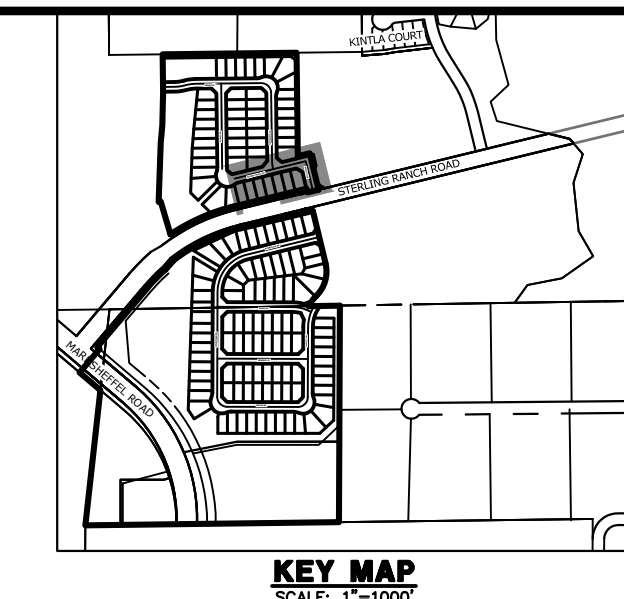 KINTLA COURT
STERLING RANCH ROAD
MARKSHEFFEL ROAD
KEY MAP
SCALE: 1"=1000'